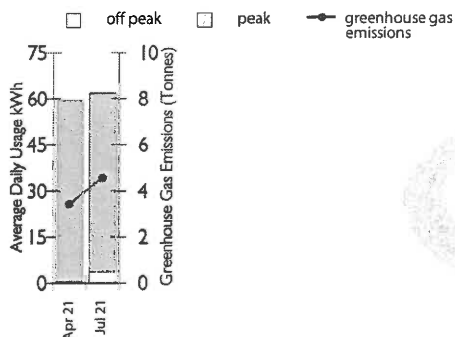 off peak peak greenhouse gas
emissions
Average Daily Usage kWh
75
60
45
30
15
0
10
8
6
4
2
0
Greenhouse Gas Emissions (Tonnes)
Apr 21 Jul 21